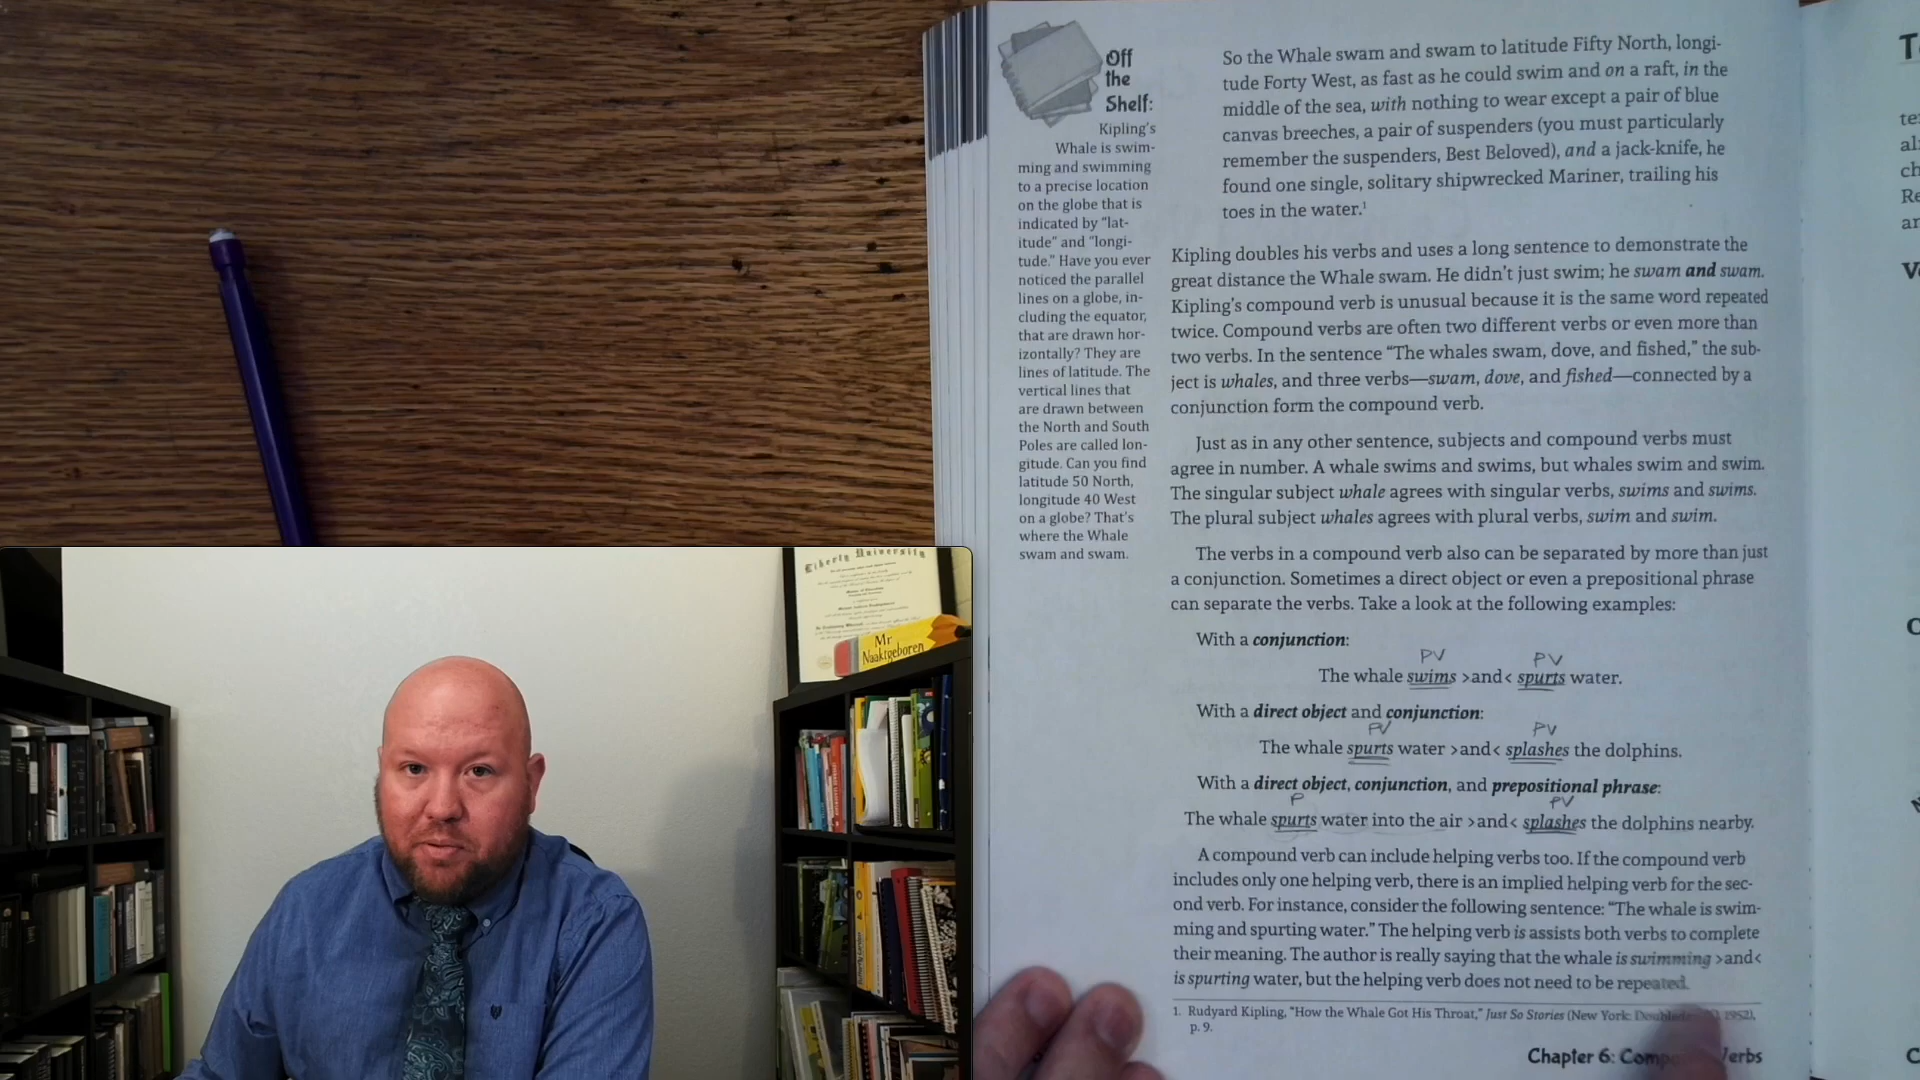 Off
the
Shelf:
Kipling's
Whale is swim-
ming and swimming
to a precise location
on the globe that is
indicated by "lat-
itude" and "longi-
tude." Have you ever
noticed the parallel
lines on a globe, in-
cluding the equator,
that are drawn hor-
izontally? They are
lines of latitude. The
vertical lines that
are drawn between
the North and South
Poles are called lon-
gitude. Can you find
latitude 50 North,
longitude 40 West
on a globe? That's
where the Whale
swam and swam.
So the Whale swam and swam to latitude Fifty North, longi-
tude Forty West, as fast as he could swim and on a raft, in the
middle of the sea, with nothing to wear except a pair of blue
canvas breeches, a pair of suspenders (you must particularly
remember the suspenders, Best Beloved), and a jack-knife, he
found one single, solitary shipwrecked Mariner, trailing his
toes in the water.1
Kipling doubles his verbs and uses a long sentence to demonstrate the
great distance the Whale swam. He didn't just swim; he swam and swam.
Kipling's compound verb is unusual because it is the same word repeated
twice. Compound verbs are often two different verbs or even more than
two verbs. In the sentence "The whales swam, dove, and fished," the sub-
ject is whales, and three verbs—swam, dove, and fished—connected by a
conjunction form the compound verb.
Just as in any other sentence, subjects and compound verbs must
agree in number. A whale swims and swims, but whales swim and swim.
The singular subject whale agrees with singular verbs, swims and swims.
The plural subject whales agrees with plural verbs, swim and swim.
The verbs in a compound verb also can be separated by more than just
a conjunction. Sometimes a direct object or even a prepositional phrase
can separate the verbs. Take a look at the following examples:
With a conjunction:
PV PV
The whale swims >and< spurts water.
With a direct object and conjunction:
PV PV
The whale spurts water >and< splashes the dolphins.
With a direct object, conjunction, and prepositional phrase:
P PV
The whale spurts water into the air >and< splashes the dolphins nearby.
A compound verb can include helping verbs too. If the compound verb
includes only one helping verb, there is an implied helping verb for the sec-
ond verb. For instance, consider the following sentence: "The whale is swim-
ming and spurting water." The helping verb is assists both verbs to complete
their meaning. The author is really saying that the whale is swimming >and<
is spurting water, but the helping verb does not need to be repeated.
1. Rudyard Kipling, "How the Whale Got His Throat," Just So Stories (New York: 1952),
p. 9.
Chapter 6: Verbs
Liberty University
Mr
Naaktgeboren